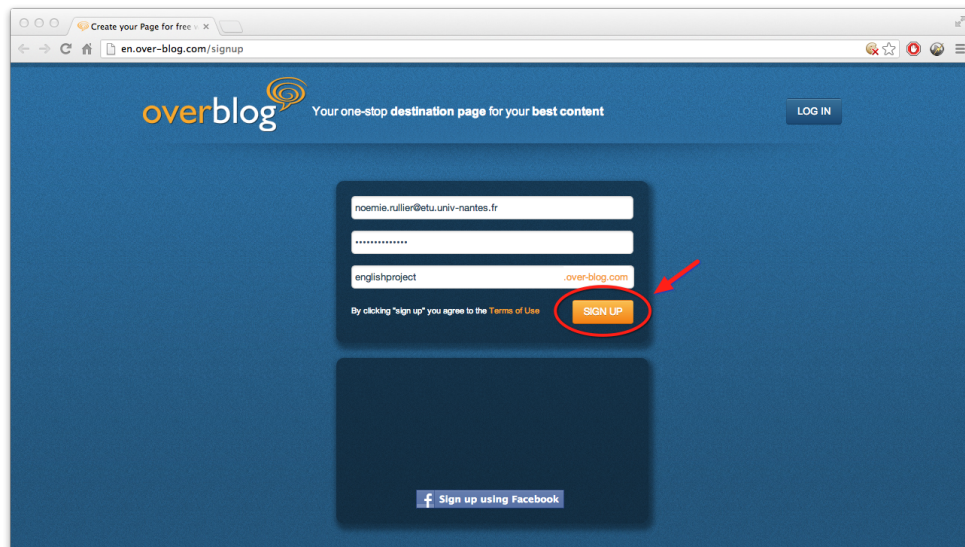 Create your Page for free
en.over-blog.com/signup
overblog
Your one-stop destination page for your best content
LOG IN
noemie.rullier@etu.univ-nantes.fr
••••••••••••••
englishproject .over-blog.com
By clicking "sign up" you agree to the Terms of Use SIGN UP
f Sign up using Facebook